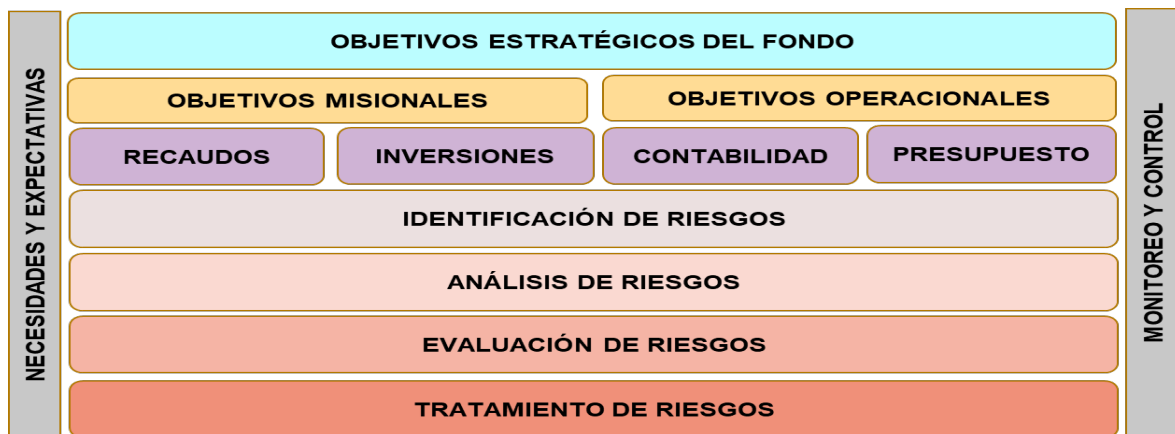 NECESIDADES Y EXPECTATIVAS
OBJETIVOS ESTRATÉGICOS DEL FONDO
OBJETIVOS MISIONALES
OBJETIVOS OPERACIONALES
RECAUDOS
INVERSIONES
CONTABILIDAD
PRESUPUESTO
IDENTIFICACIÓN DE RIESGOS
ANÁLISIS DE RIESGOS
EVALUACIÓN DE RIESGOS
TRATAMIENTO DE RIESGOS
MONITOREO Y CONTROL